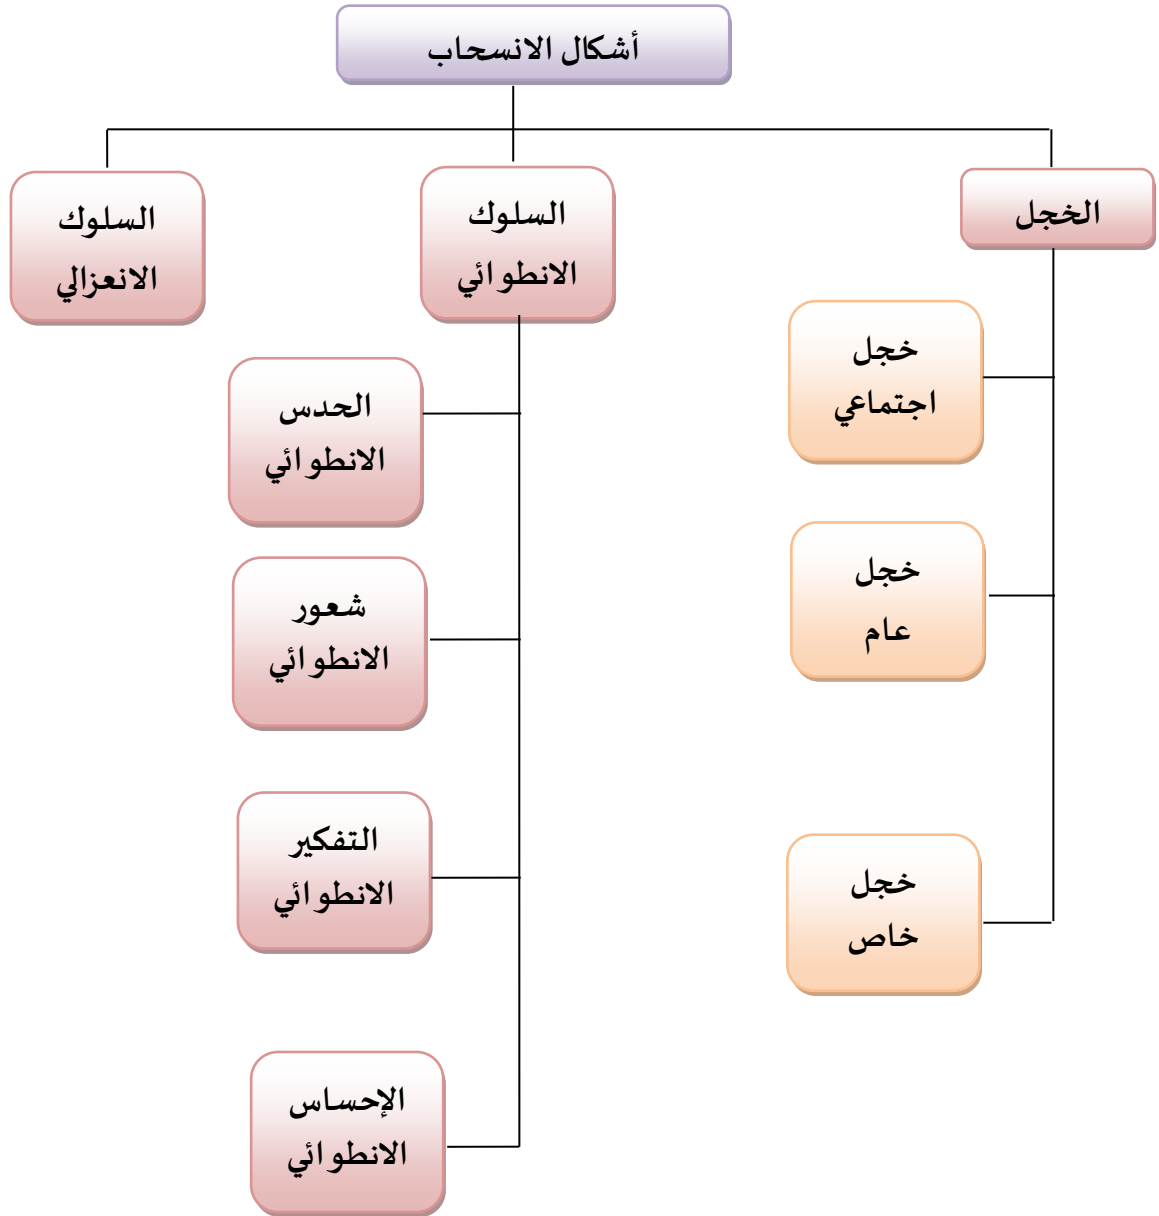 أشكال الانسحاب
الخجل
السلوك
الانطوائي
السلوك
الانعزالي
خجل
اجتماعي
خجل
عام
خجل
خاص
الحدس
الانطوائي
شعور
الانطوائي
التفكير
الانطوائي
الإحساس
الانطوائي